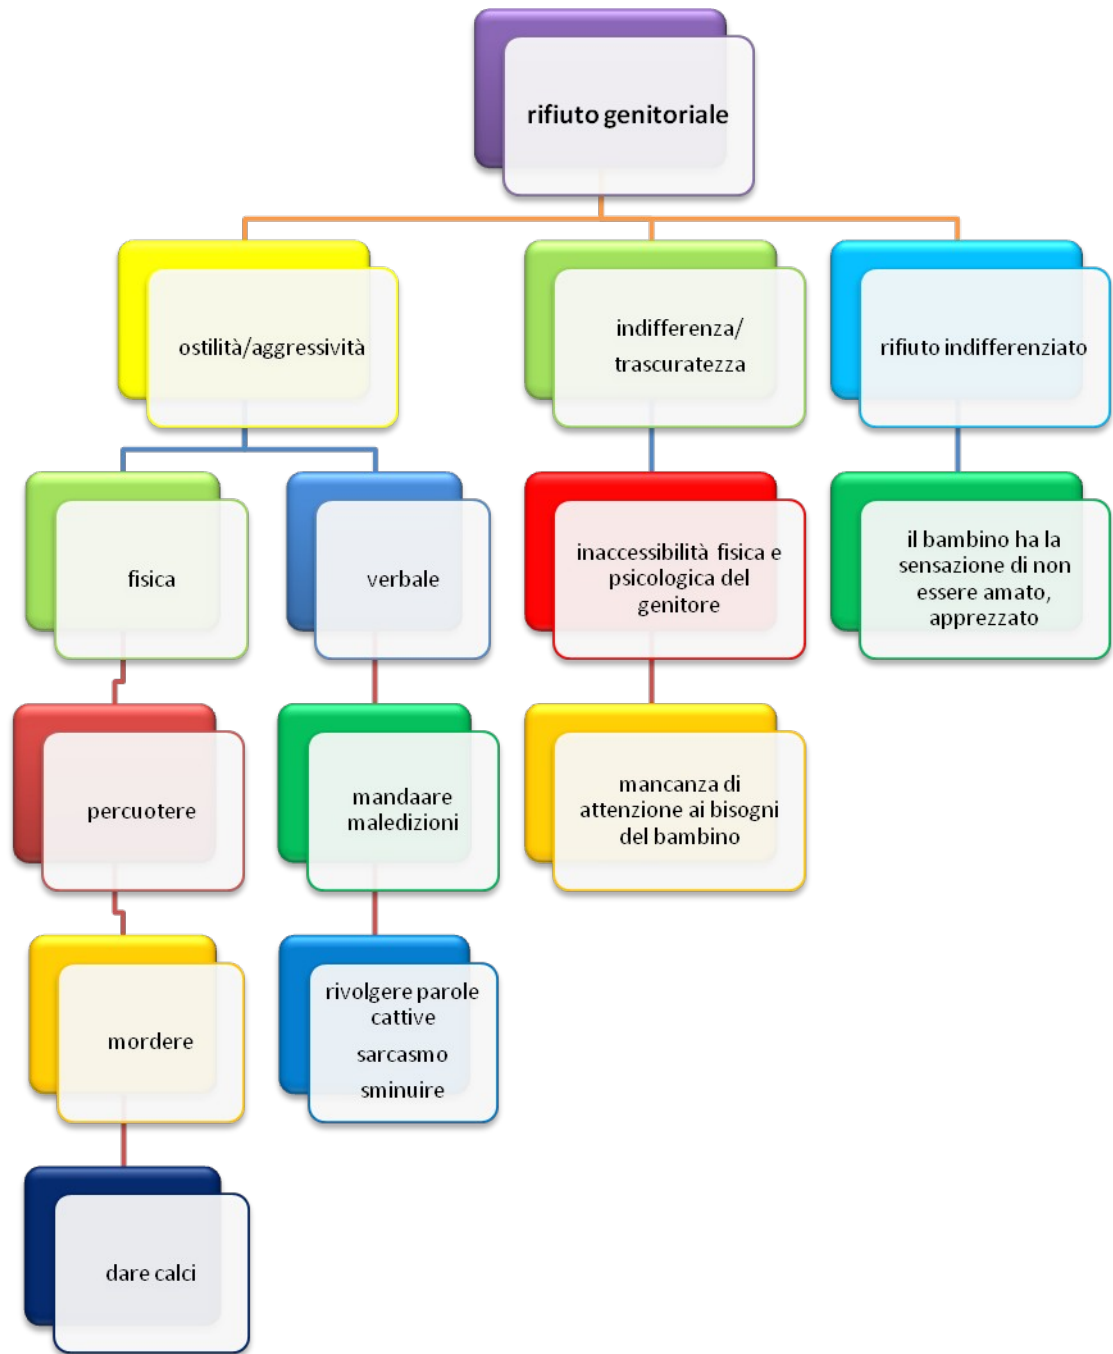 rifiuto genitoriale
ostilità/aggressività
indifferenza/
trascuratezza
rifiuto indifferenziato
fisica
verbale
inaccessibilità fisica e
psicologica del
genitore
il bambino ha la
sensazione di non
essere amato,
apprezzato
percuotere
mandaare
maledizioni
mancanza di
attenzione ai bisogni
del bambino
mordere
rivolgere parole
cattive
sarcasmo
sminuire
dare calci